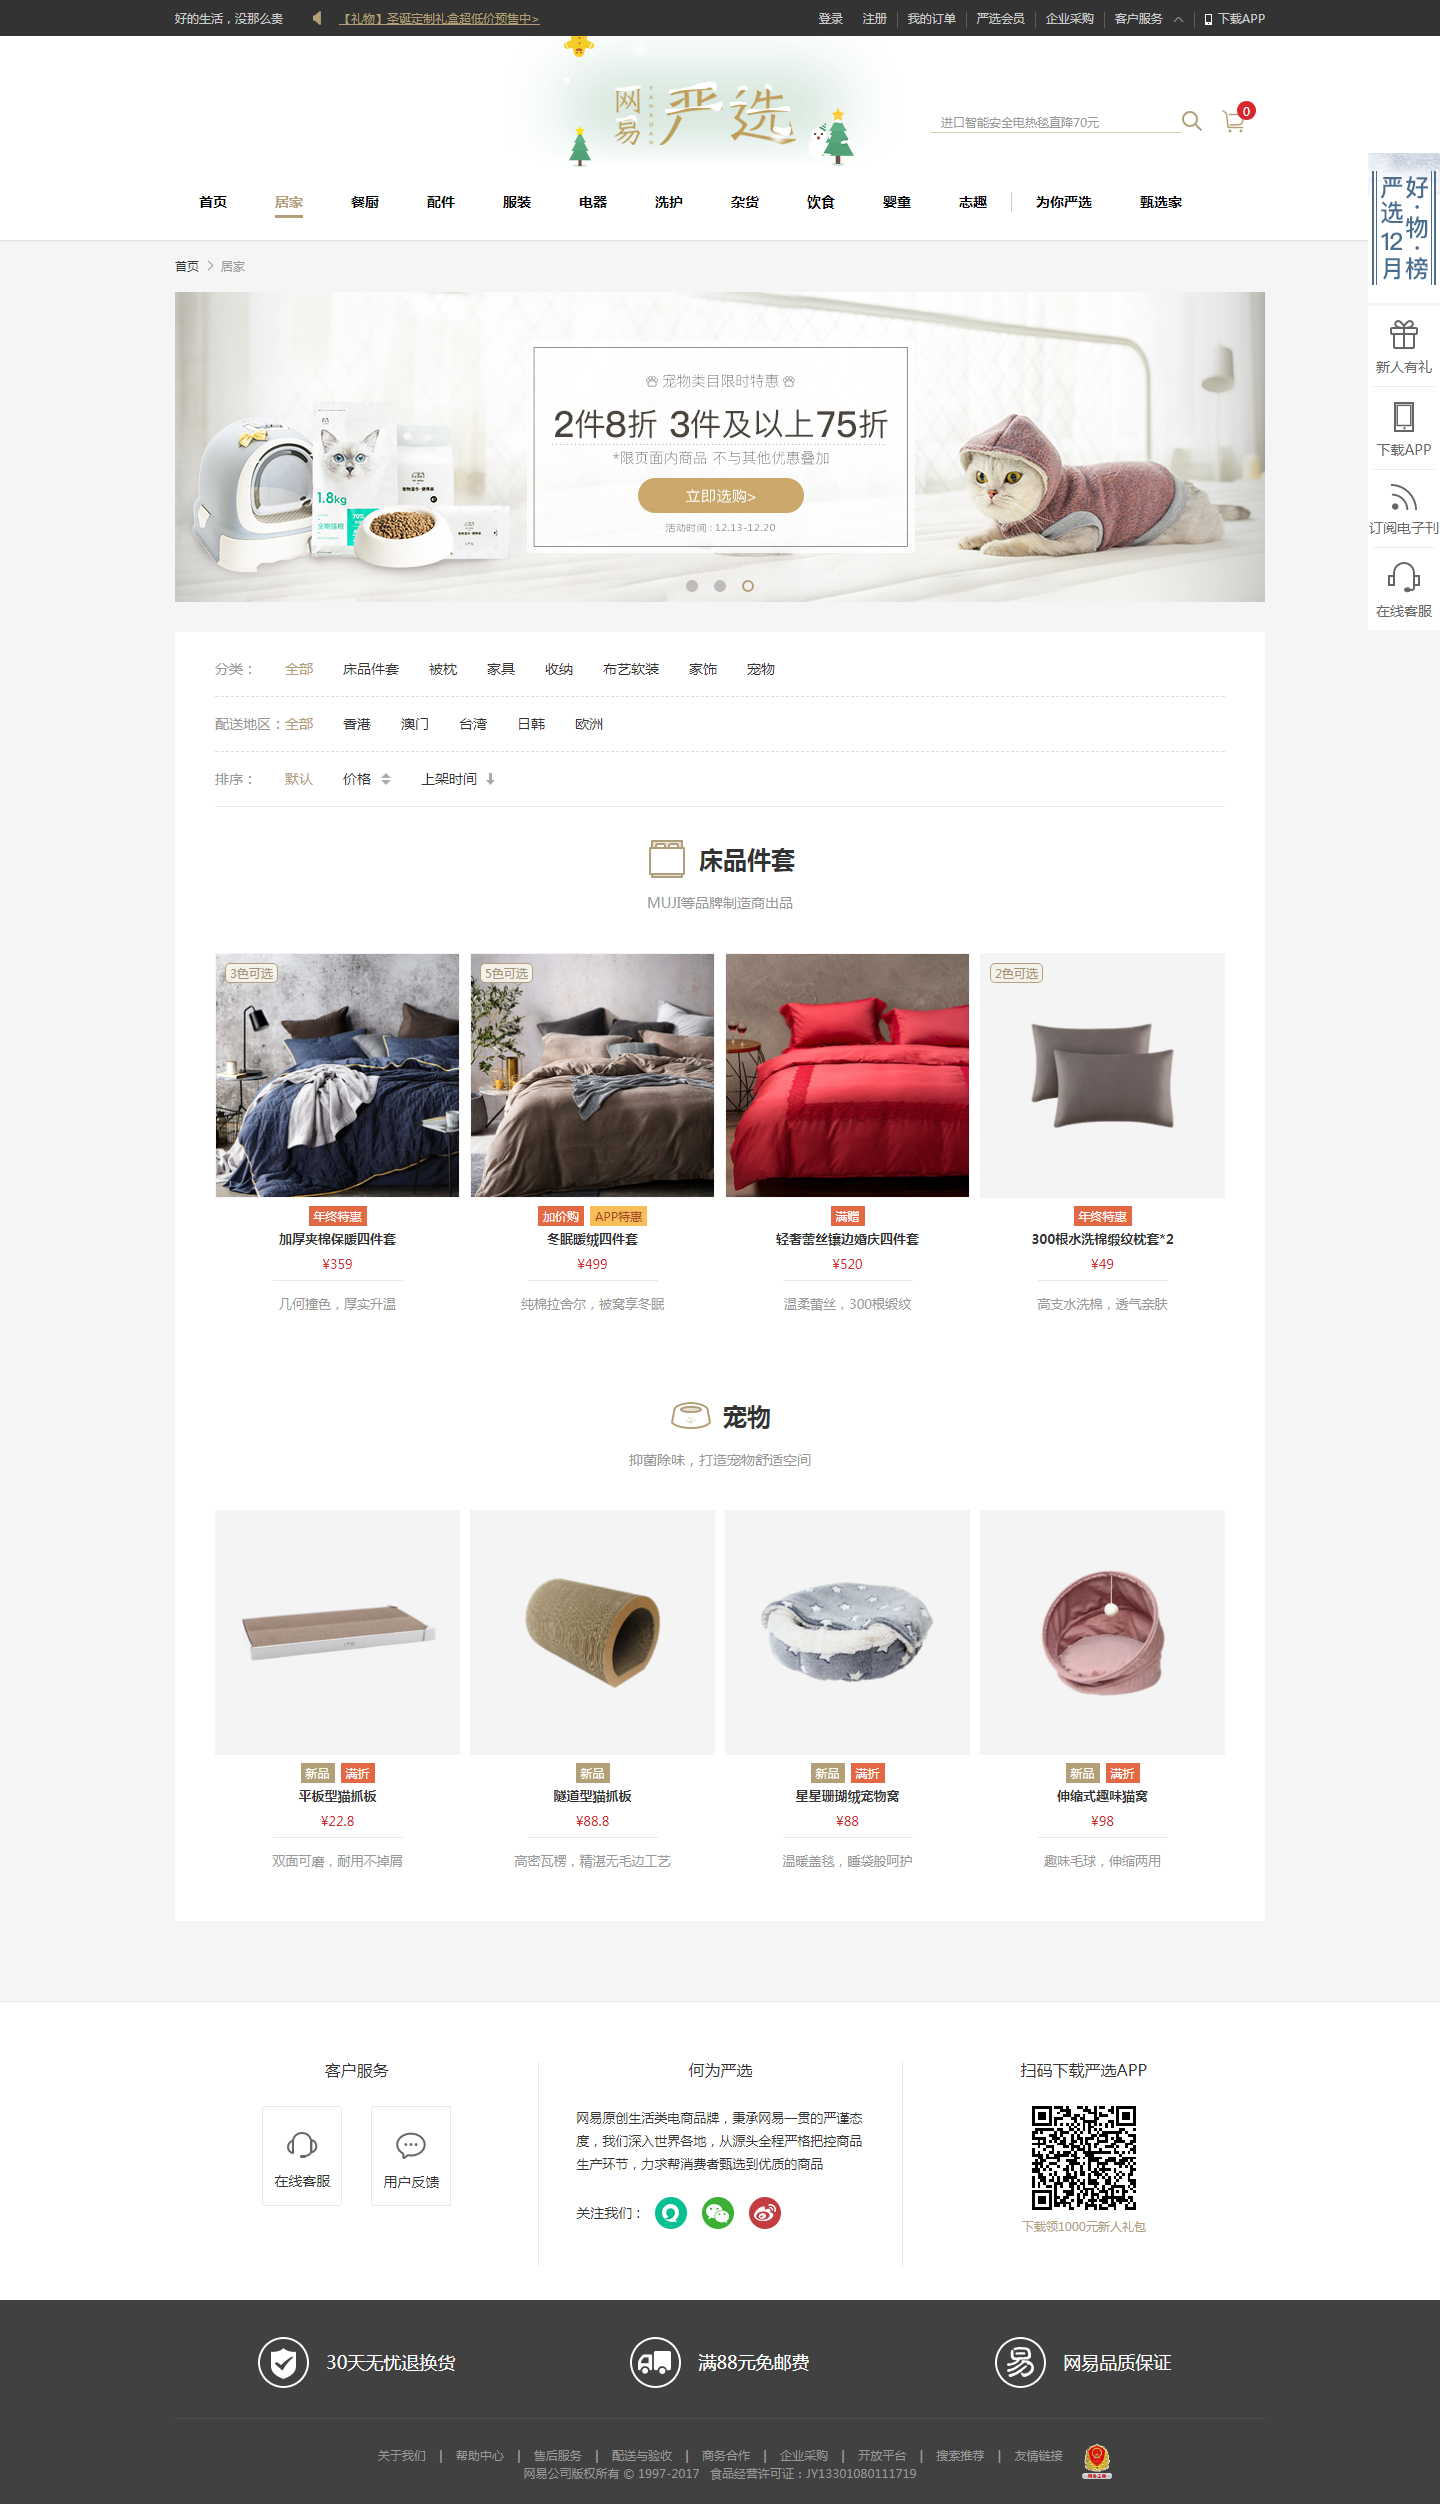 好的生活，没那么贵
【礼物】圣诞定制礼盒超低价预售中>
登录 注册 我的订单 严选会员 企业采购 客户服务 下载APP
网易
YANXUAN
严选
进口智能安全电热毯直降70元
0
首页 居家 餐厨 配件 服装 电器 洗护 杂货 饮食 婴童 志趣 为你严选 甄选家
好·物·榜
严选12月
新人有礼
下载APP
订阅电子刊
在线客服
首页 > 居家
宠物类目限时特惠
2件8折 3件及以上75折
*限页面内商品 不与其他优惠叠加
立即选购>
活动时间：12.13-12.20
1.8kg
70%
分类： 全部 床品件套 被枕 家具 收纳 布艺软装 家饰 宠物
配送地区：全部 香港 澳门 台湾 日韩 欧洲
排序： 默认 价格 上架时间
床品件套
MUJI等品牌制造商出品
3色可选 5色可选 2色可选
年终特惠 加价购 APP特惠 满赠 年终特惠
加厚夹棉保暖四件套 冬眠暖绒四件套 轻奢蕾丝镶边婚庆四件套 300根水洗棉缎纹枕套*2
¥359 ¥499 ¥520 ¥49
几何撞色，厚实升温 纯棉拉舍尔，被窝享冬眠 温柔蕾丝，300根缎纹 高支水洗棉，透气亲肤
宠物
抑菌除味，打造宠物舒适空间
新品 满折 新品 新品 满折 新品 满折
平板型猫抓板 隧道型猫抓板 星星珊瑚绒宠物窝 伸缩式趣味猫窝
¥22.8 ¥88.8 ¥88 ¥98
双面可磨，耐用不掉屑 高密瓦楞，精湛无毛边工艺 温暖盖毯，睡袋般呵护 趣味毛球，伸缩两用
客户服务
在线客服 用户反馈
何为严选
网易原创生活类电商品牌，秉承网易一贯的严谨态
度，我们深入世界各地，从源头全程严格把控商品
生产环节，力求帮消费者甄选到优质的商品
关注我们：
扫码下载严选APP
下载领1000元新人礼包
30天无忧退换货
满88元免邮费
易 网易品质保证
关于我们 | 帮助中心 | 售后服务 | 配送与验收 | 商务合作 | 企业采购 | 开放平台 | 搜索推荐 | 友情链接
网易公司版权所有 © 1997-2017 食品经营许可证：JY13301080111719